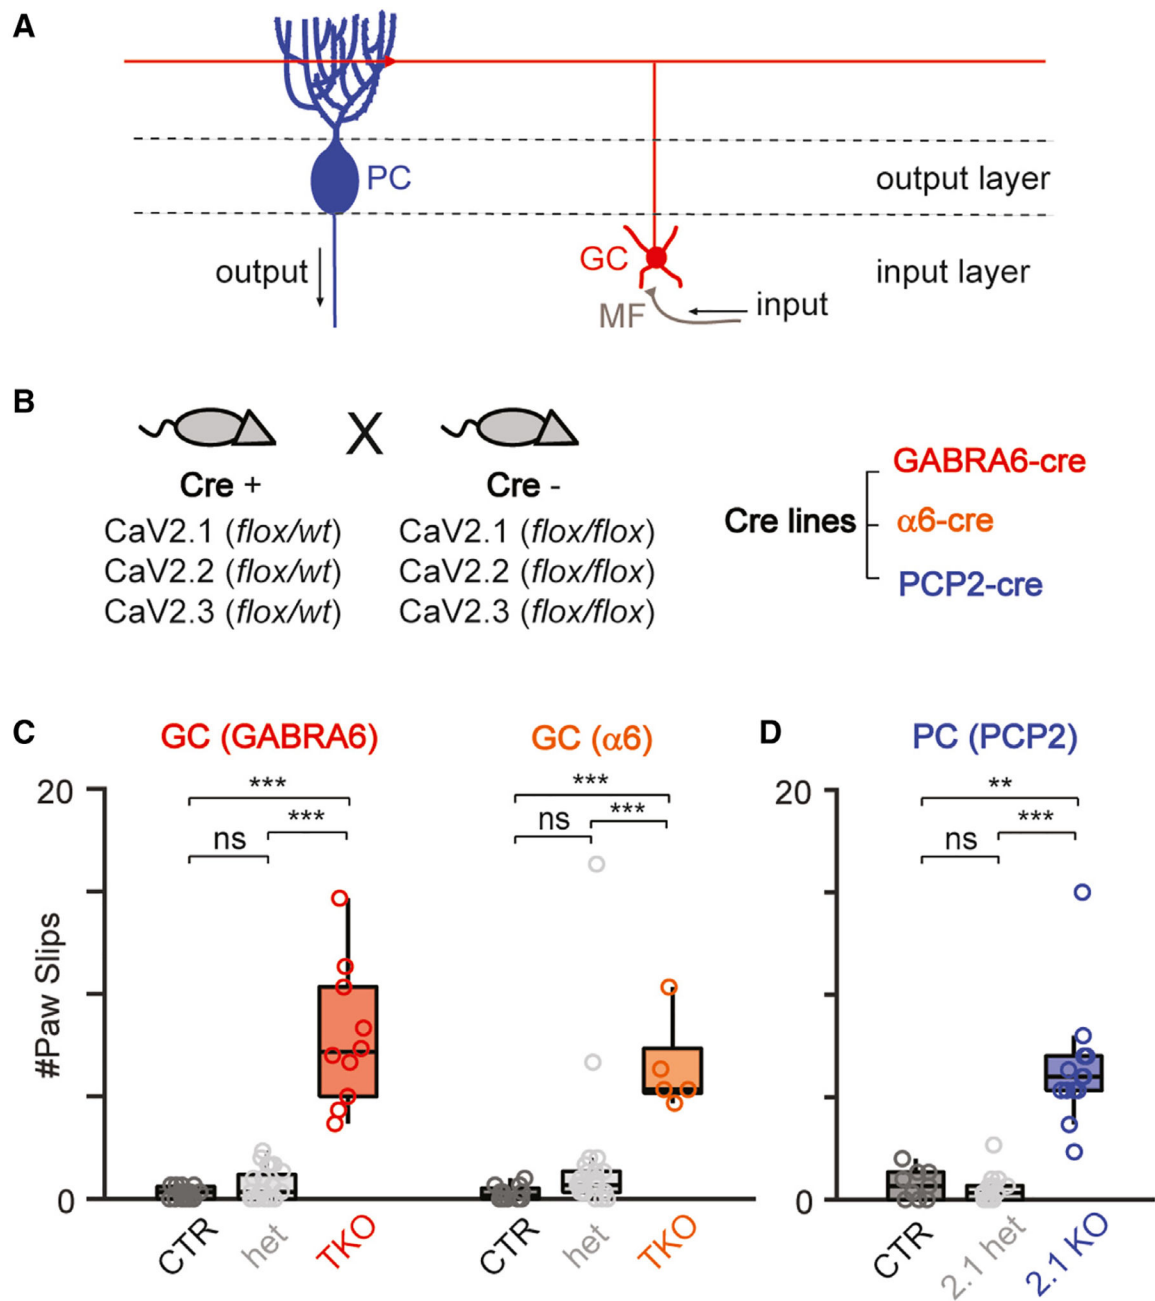 A
PC
output layer
GC
output
input layer
MF
input
B
X
Cre +
Cre -
CaV2.1 (flox/wt)
CaV2.1 (flox/flox)
CaV2.2 (flox/wt)
CaV2.2 (flox/flox)
CaV2.3 (flox/wt)
CaV2.3 (flox/flox)
Cre lines
GABRA6-cre
α6-cre
PCP2-cre
C
GC (GABRA6)
GC (α6)
20
#Paw Slips
0
***
***
ns
***
***
ns
CTR
het
TKO
CTR
het
TKO
D
PC (PCP2)
20
0
**
***
ns
CTR
2.1 het
2.1 KO